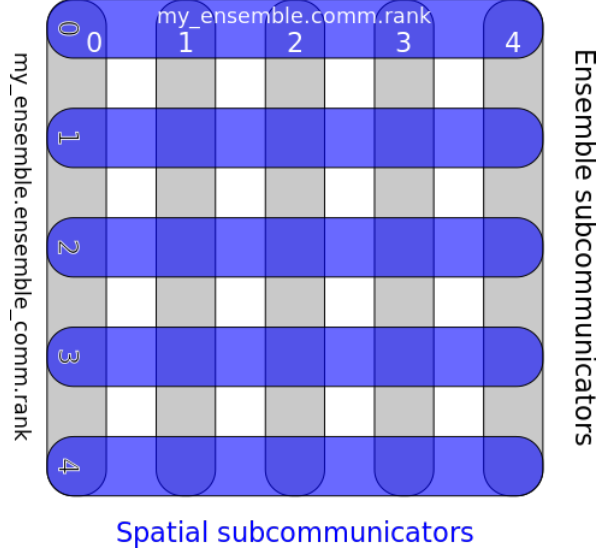 my_ensemble.comm.rank
0 1 2 3 4
0
1
2
3
4
my_ensemble.ensemble_comm.rank
Ensemble subcommunicators
Spatial subcommunicators